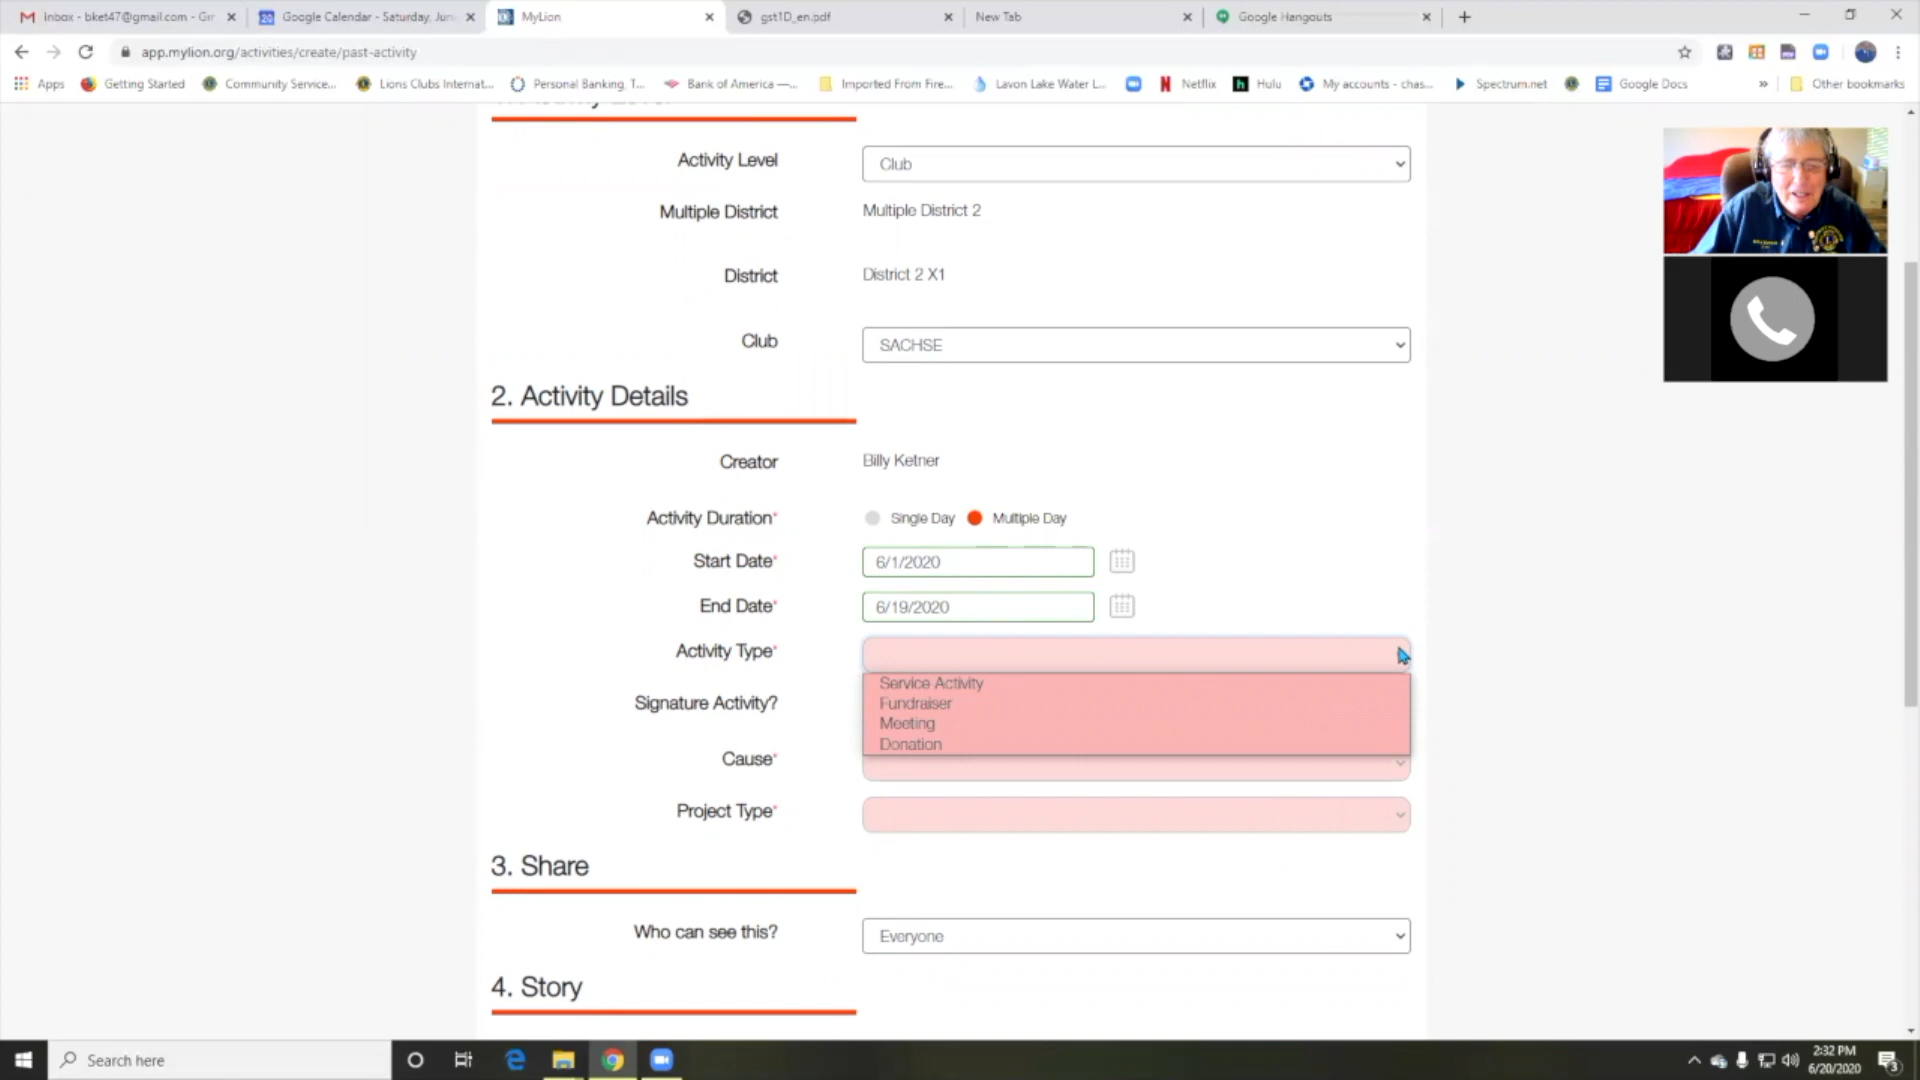 Inbox - bket47@gmail.com - Gm
Google Calendar - Saturday, Jun
MyLion
gst1D_en.pdf
New Tab
Google Hangouts
app.mylion.org/activities/create/past-activity
Apps
Getting Started
Community Service...
Lions Clubs Internat...
Personal Banking, T...
Bank of America —...
Imported From Fire...
Lavon Lake Water L...
Netflix
Hulu
My accounts - chas...
Spectrum.net
Google Docs
Other bookmarks
Activity Level
Club
Multiple District
Multiple District 2
District
District 2 X1
Club
SACHSE
2. Activity Details
Creator
Billy Ketner
Activity Duration*
Single Day
Multiple Day
Start Date*
6/1/2020
End Date*
6/19/2020
Activity Type*
Service Activity
Fundraiser
Meeting
Donation
Signature Activity?
Cause*
Project Type*
3. Share
Who can see this?
Everyone
4. Story
Search here
2:32 PM
6/20/2020
3